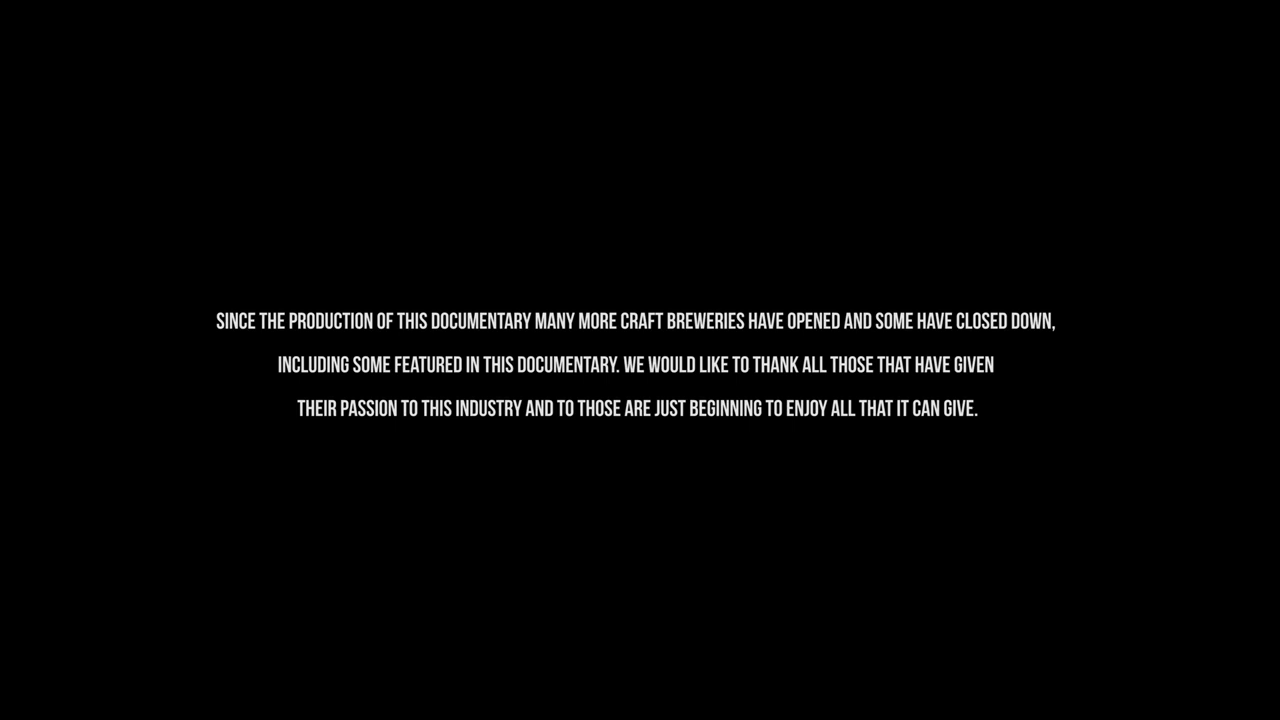 SINCE THE PRODUCTION OF THIS DOCUMENTARY MANY MORE CRAFT BREWERIES HAVE OPENED AND SOME HAVE CLOSED DOWN,
INCLUDING SOME FEATURED IN THIS DOCUMENTARY. WE WOULD LIKE TO THANK ALL THOSE THAT HAVE GIVEN
THEIR PASSION TO THIS INDUSTRY AND TO THOSE ARE JUST BEGINNING TO ENJOY ALL THAT IT CAN GIVE.